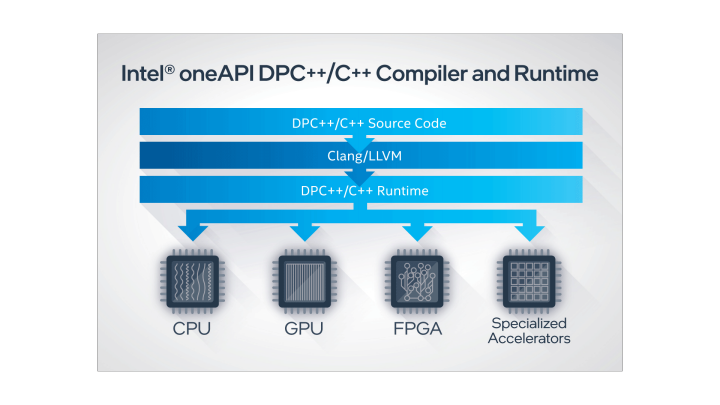 Intel® oneAPI DPC++/C++ Compiler and Runtime
DPC++/C++ Source Code
Clang/LLVM
DPC++/C++ Runtime
CPU
GPU
FPGA
Specialized
Accelerators